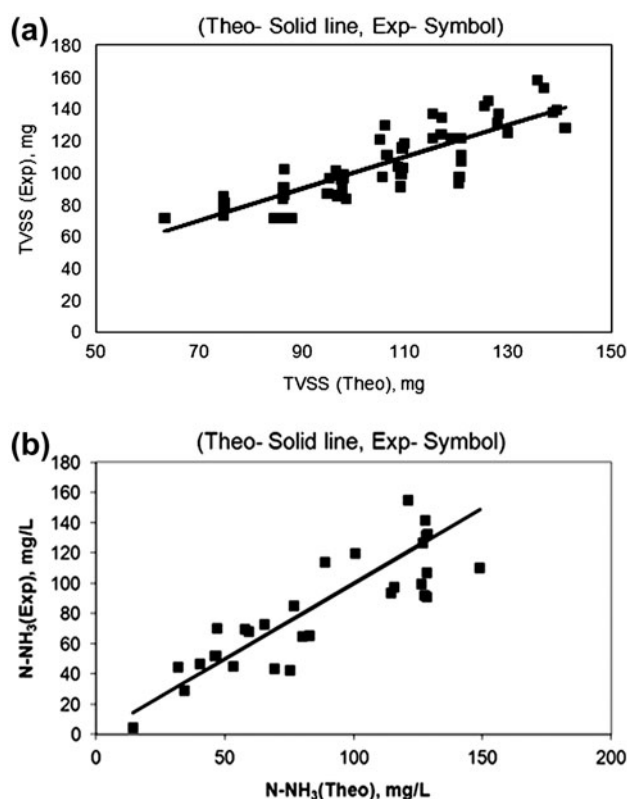 (a)
(Theo- Solid line, Exp- Symbol)
180
160
140
120
100
80
60
40
20
0
TVSS (Exp), mg
50 70 90 110 130 150
TVSS (Theo), mg
(b)
(Theo- Solid line, Exp- Symbol)
180
160
140
120
100
80
60
40
20
0
N-NH₃(Exp), mg/L
0 50 100 150 200
N-NH₃(Theo), mg/L